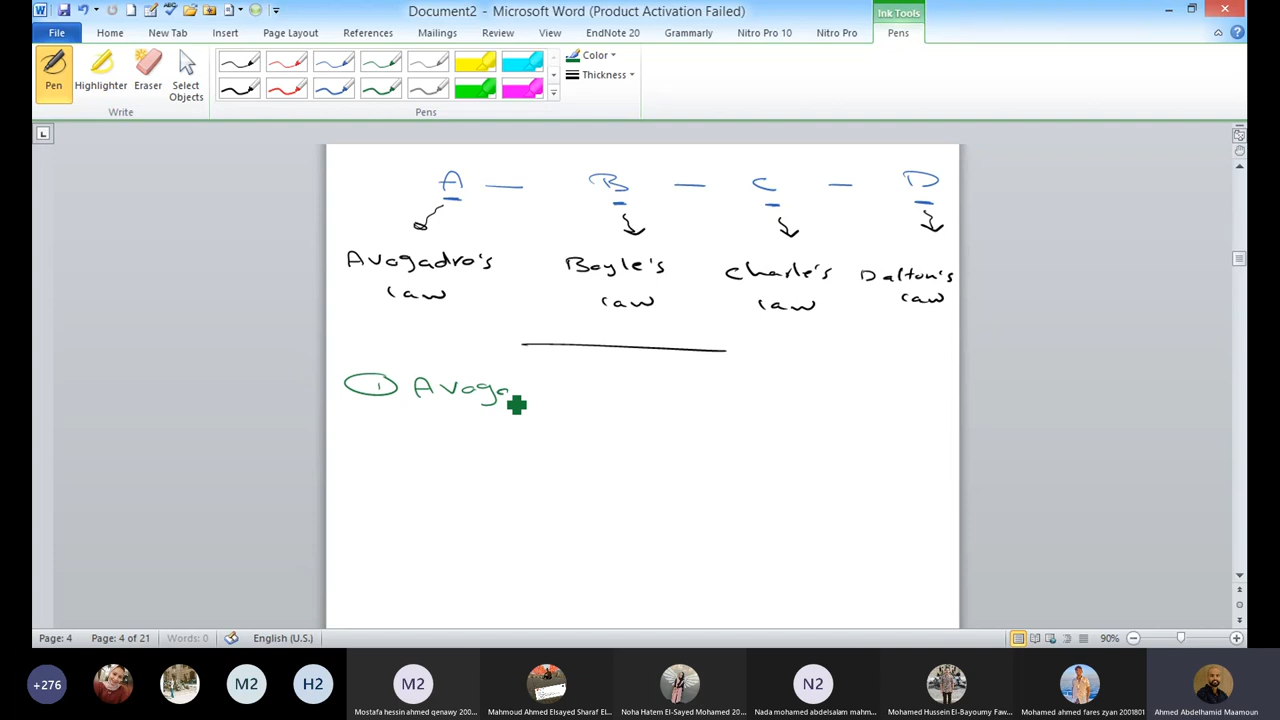 Document2 - Microsoft Word (Product Activation Failed)
Ink Tools
File Home New Tab Insert Page Layout References Mailings Review View EndNote 20 Grammarly Nitro Pro 10 Nitro Pro Pens
Pen Highlighter Eraser Select Objects
Color
Thickness
Write Pens
A — B — C — D
Avogadro's Boyle's Charle's Dalton's
law law law law
1 Avoga
Page: 4 Page: 4 of 21 Words: 0 English (U.S.) 90%
+276 M2 H2 M2 N2
Mostafa hessin ahmed qenawy 200... Mahmoud Ahmed Elsayed Sharaf El... Noha Hatem El-Sayed Mohamed 20... Nada mohamed abdelsalam mahm... Mohamed Hussein El-Bayoumy Faw... Mohamed ahmed fares zyan 2001801 Ahmed Abdelhamid Maamoun